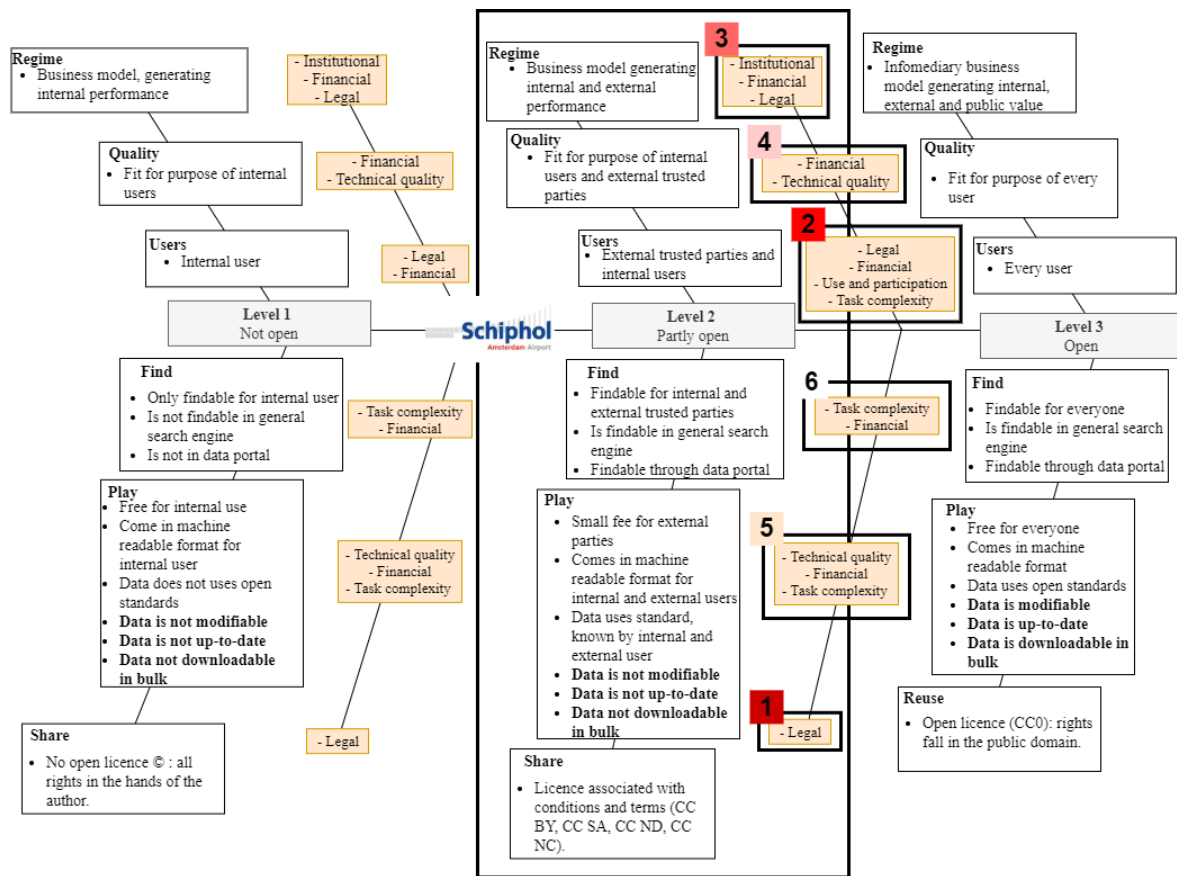 Regime
• Business model, generating
internal performance
- Institutional
- Financial
- Legal
Quality
• Fit for purpose of internal
users
- Financial
- Technical quality
Users
• Internal user
- Legal
- Financial
Level 1
Not open
Find
• Only findable for internal user
• Is not findable in general
search engine
• Is not in data portal
- Task complexity
- Financial
Play
• Free for internal use
• Come in machine
readable format for
internal user
• Data does not uses open
standards
• Data is not modifiable
• Data is not up-to-date
• Data not downloadable
in bulk
- Technical quality
- Financial
- Task complexity
Share
• No open licence © : all
rights in the hands of the
author.
- Legal
Schiphol
Amsterdam Airport
Regime
• Business model generating
internal and external
performance
3
- Institutional
- Financial
- Legal
Quality
• Fit for purpose of internal
users and external trusted
parties
4
- Financial
- Technical quality
Users
• External trusted parties and
internal users
2
- Legal
- Financial
- Use and participation
- Task complexity
Level 2
Partly open
Find
• Findable for internal and
external trusted parties
• Is findable in general search
engine
• Findable through data portal
6
- Task complexity
- Financial
Play
• Small fee for external
parties
• Comes in machine
readable format for
internal and external users
• Data uses standard,
known by internal and
external user
• Data is not modifiable
• Data is not up-to-date
• Data not downloadable
in bulk
5
- Technical quality
- Financial
- Task complexity
Share
• Licence associated with
conditions and terms (CC
BY, CC SA, CC ND, CC
NC).
1
- Legal
Regime
• Infomediary business
model generating internal,
external and public value
Quality
• Fit for purpose of every
user
Users
• Every user
Level 3
Open
Find
• Findable for everyone
• Is findable in general search
engine
• Findable through data portal
Play
• Free for everyone
• Comes in machine
readable format
• Data uses open standards
• Data is modifiable
• Data is up-to-date
• Data is downloadable in
bulk
Reuse
• Open licence (CC0): rights
fall in the public domain.